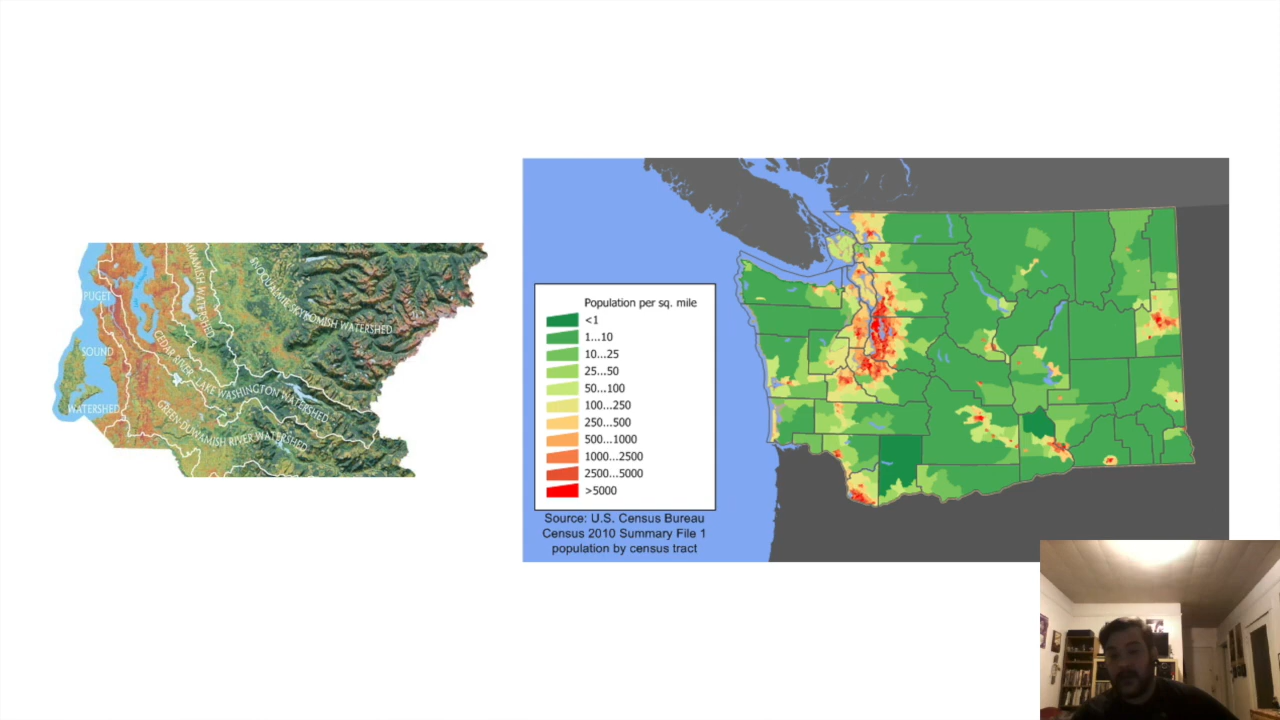 PUGET
SOUND
WATERSHED
SNOQUAMLIE-SKYKOMISH WATERSHED
CEDAR RIVER - LAKE WASHINGTON WATERSHED
GREEN-DUWAMISH RIVER WATERSHED
WATERSHED
Population per sq. mile
<1
1...10
10...25
25...50
50...100
100...250
250...500
500...1000
1000...2500
2500...5000
>5000
Source: U.S. Census Bureau
Census 2010 Summary File 1
population by census tract